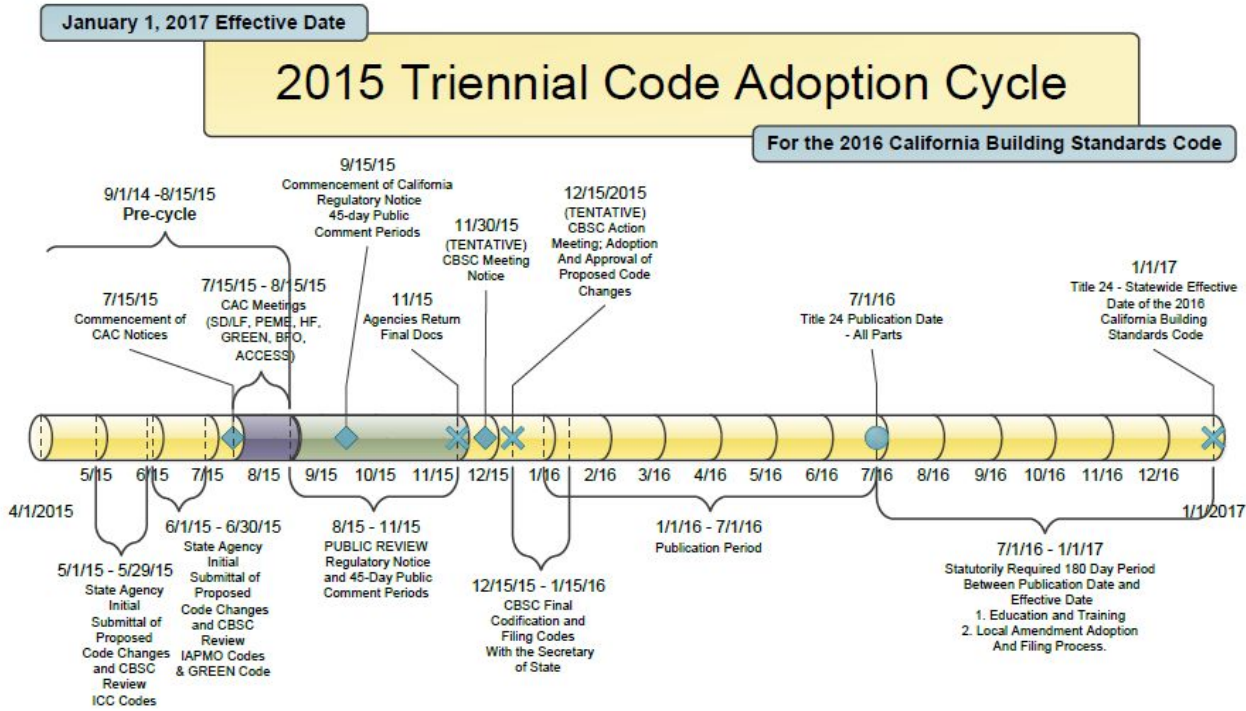 January 1, 2017 Effective Date
2015 Triennial Code Adoption Cycle
For the 2016 California Building Standards Code
9/1/14 -8/15/15
Pre-cycle
7/15/15
Commencement of
CAC Notices
7/15/15 - 8/15/15
CAC Meetings
(SD/LF, PEME, HF,
GREEN, BFO,
ACCESS)
9/15/15
Commencement of California
Regulatory Notice
45-day Public
Comment Periods
11/15
Agencies Return
Final Docs
11/30/15
(TENTATIVE)
CBSC Meeting
Notice
12/15/2015
(TENTATIVE)
CBSC Action
Meeting; Adoption
And Approval of
Proposed Code
Changes
7/1/16
Title 24 Publication Date
- All Parts
1/1/17
Title 24 - Statewide Effective
Date of the 2016
California Building
Standards Code
5/15
6/15
7/15
8/15
9/15
10/15
11/15
12/15
1/16
2/16
3/16
4/16
5/16
6/16
7/16
8/16
9/16
10/16
11/16
12/16
4/1/2015
1/1/2017
5/1/15 - 5/29/15
State Agency
Initial
Submittal of
Proposed
Code Changes
and CBSC
Review
ICC Codes
6/1/15 - 6/30/15
State Agency
Initial
Submittal of
Proposed
Code Changes
and CBSC
Review
IAPMO Codes
& GREEN Code
8/15 - 11/15
PUBLIC REVIEW
Regulatory Notice
and 45-Day Public
Comment Periods
12/15/15 - 1/15/16
CBSC Final
Codification and
Filing Codes
With the Secretary
of State
1/1/16 - 7/1/16
Publication Period
7/1/16 - 1/1/17
Statutorily Required 180 Day Period
Between Publication Date and
Effective Date
1. Education and Training
2. Local Amendment Adoption
And Filing Process.